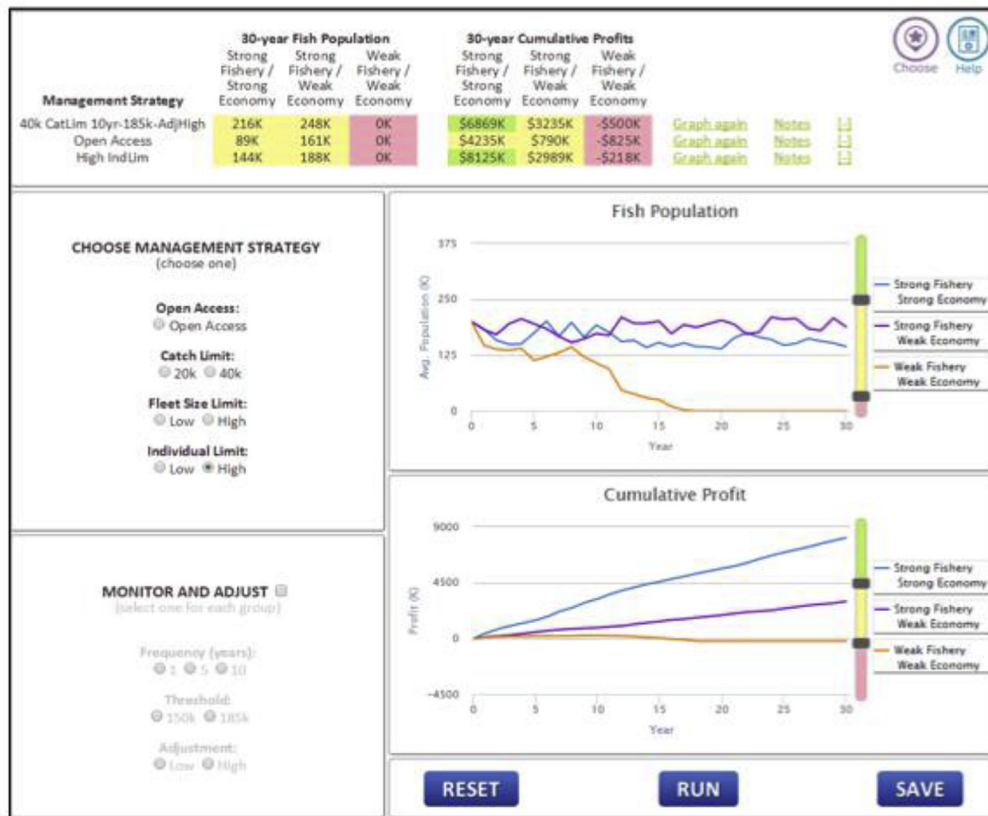 30-year Fish Population 30-year Cumulative Profits
Strong Fishery / Strong Economy
Strong Fishery / Weak Economy
Weak Fishery / Weak Economy
Strong Fishery / Strong Economy
Strong Fishery / Weak Economy
Weak Fishery / Weak Economy
Choose Help
Management Strategy
40k CatLim 10yr-185k-AdjHigh 216K 248K 0K $6869K $3235K -$500K Graph again Notes [-]
Open Access 89K 161K 0K $4235K $790K -$825K Graph again Notes [-]
High IndLim 144K 188K 0K $8125K $2989K -$218K Graph again Notes [-]
CHOOSE MANAGEMENT STRATEGY
(choose one)
Open Access:
Open Access
Catch Limit:
20k 40k
Fleet Size Limit:
Low High
Individual Limit:
Low High
MONITOR AND ADJUST
(select one for each group)
Frequency (years):
1 5 10
Threshold:
150k 185k
Adjustment:
Low High
Fish Population
Avg. Population (K)
375
250
125
0
0 5 10 15 20 25 30
Year
Strong Fishery
Strong Economy
Strong Fishery
Weak Economy
Weak Fishery
Weak Economy
Cumulative Profit
Profit (K)
9000
4500
0
-4500
0 5 10 15 20 25 30
Year
Strong Fishery
Strong Economy
Strong Fishery
Weak Economy
Weak Fishery
Weak Economy
RESET RUN SAVE